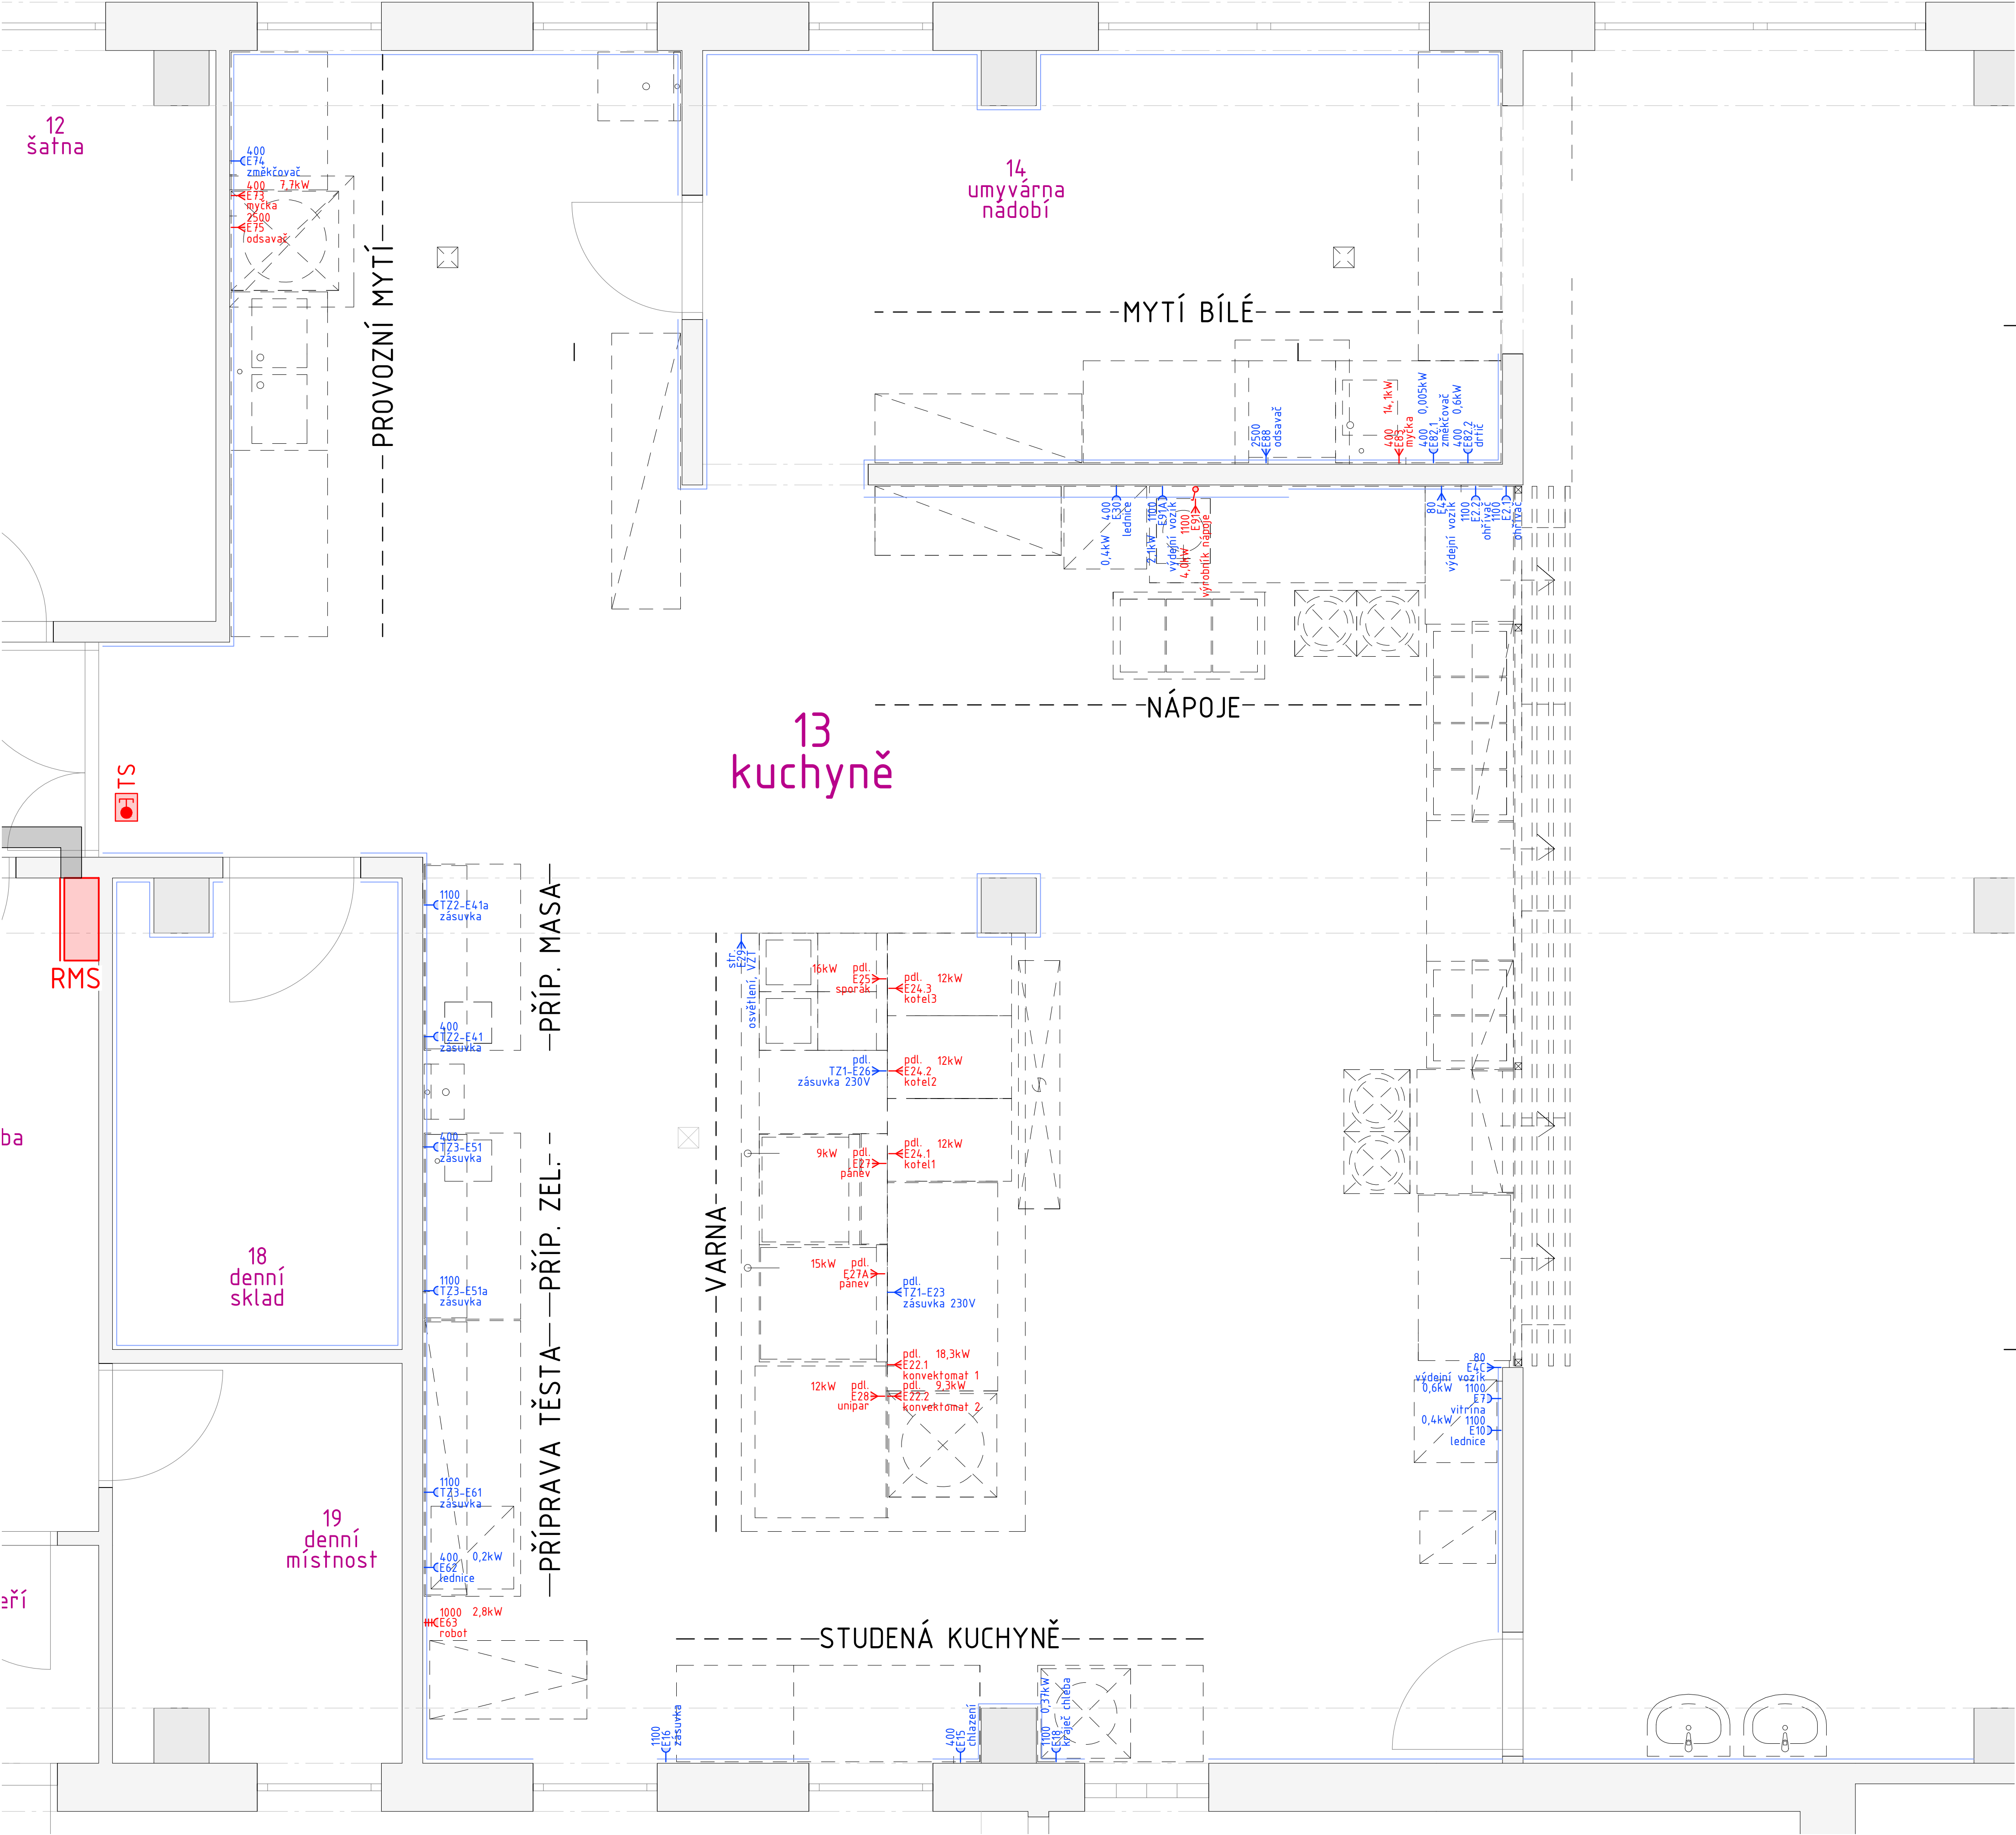 12
šatna
400
E74
změkčovač
400 7,7kW
E73
myčka
2500
E75
odsavač
PROVOZNÍ MYTÍ
14
umyvárna
nádobí
MYTÍ BÍLÉ
2500
E88
odsavač
400 14,1kW
E83
myčka
400 0,005kW
E82.1
změkčovač
400 0,6kW
E82.2
drtič
0,4kW 400
E30
lednice
2,1kW 1100
E91A
výdejní vozík
4,0kW 1100
E91
výrobník nápoje
80
E4
výdejní vozík
1100
E2.2
ohřívač
1100
E2.1
ohřívač
NÁPOJE
13
kuchyně
TS
T
RMS
1100
TZ2-E41a
zásuvka
PŘÍP. MASA
400
TZ2-E41
zásuvka
str.
E29
osvětlení, VZT
16kW pdl.
E25
sporák
pdl. 12kW
E24.3
kotel3
pdl.
TZ1-E26
zásuvka 230V
pdl. 12kW
E24.2
kotel2
ba
400
TZ3-E51
zásuvka
PŘÍP. ZEL.
9kW pdl.
E27
pánev
pdl. 12kW
E24.1
kotel1
VARNA
18
denní
sklad
1100
TZ3-E51a
zásuvka
15kW pdl.
E27A
pánev
pdl.
TZ1-E23
zásuvka 230V
pdl. 18,3kW
E22.1
konvektomat 1
12kW pdl.
E28
unipar
pdl. 9,3kW
E22.2
konvektomat 2
80
E4C
výdejní vozík
0,6kW 1100
E7
vitrína
0,4kW 1100
E10
lednice
PŘÍPRAVA TĚSTA
1100
TZ3-E61
zásuvka
19
denní
místnost
400 0,2kW
E62
lednice
eří
1000 2,8kW
E63
robot
STUDENÁ KUCHYNĚ
1100
E16
zásuvka
400
E15
chlazení
1100 0,37kW
E18
kráječ chleba